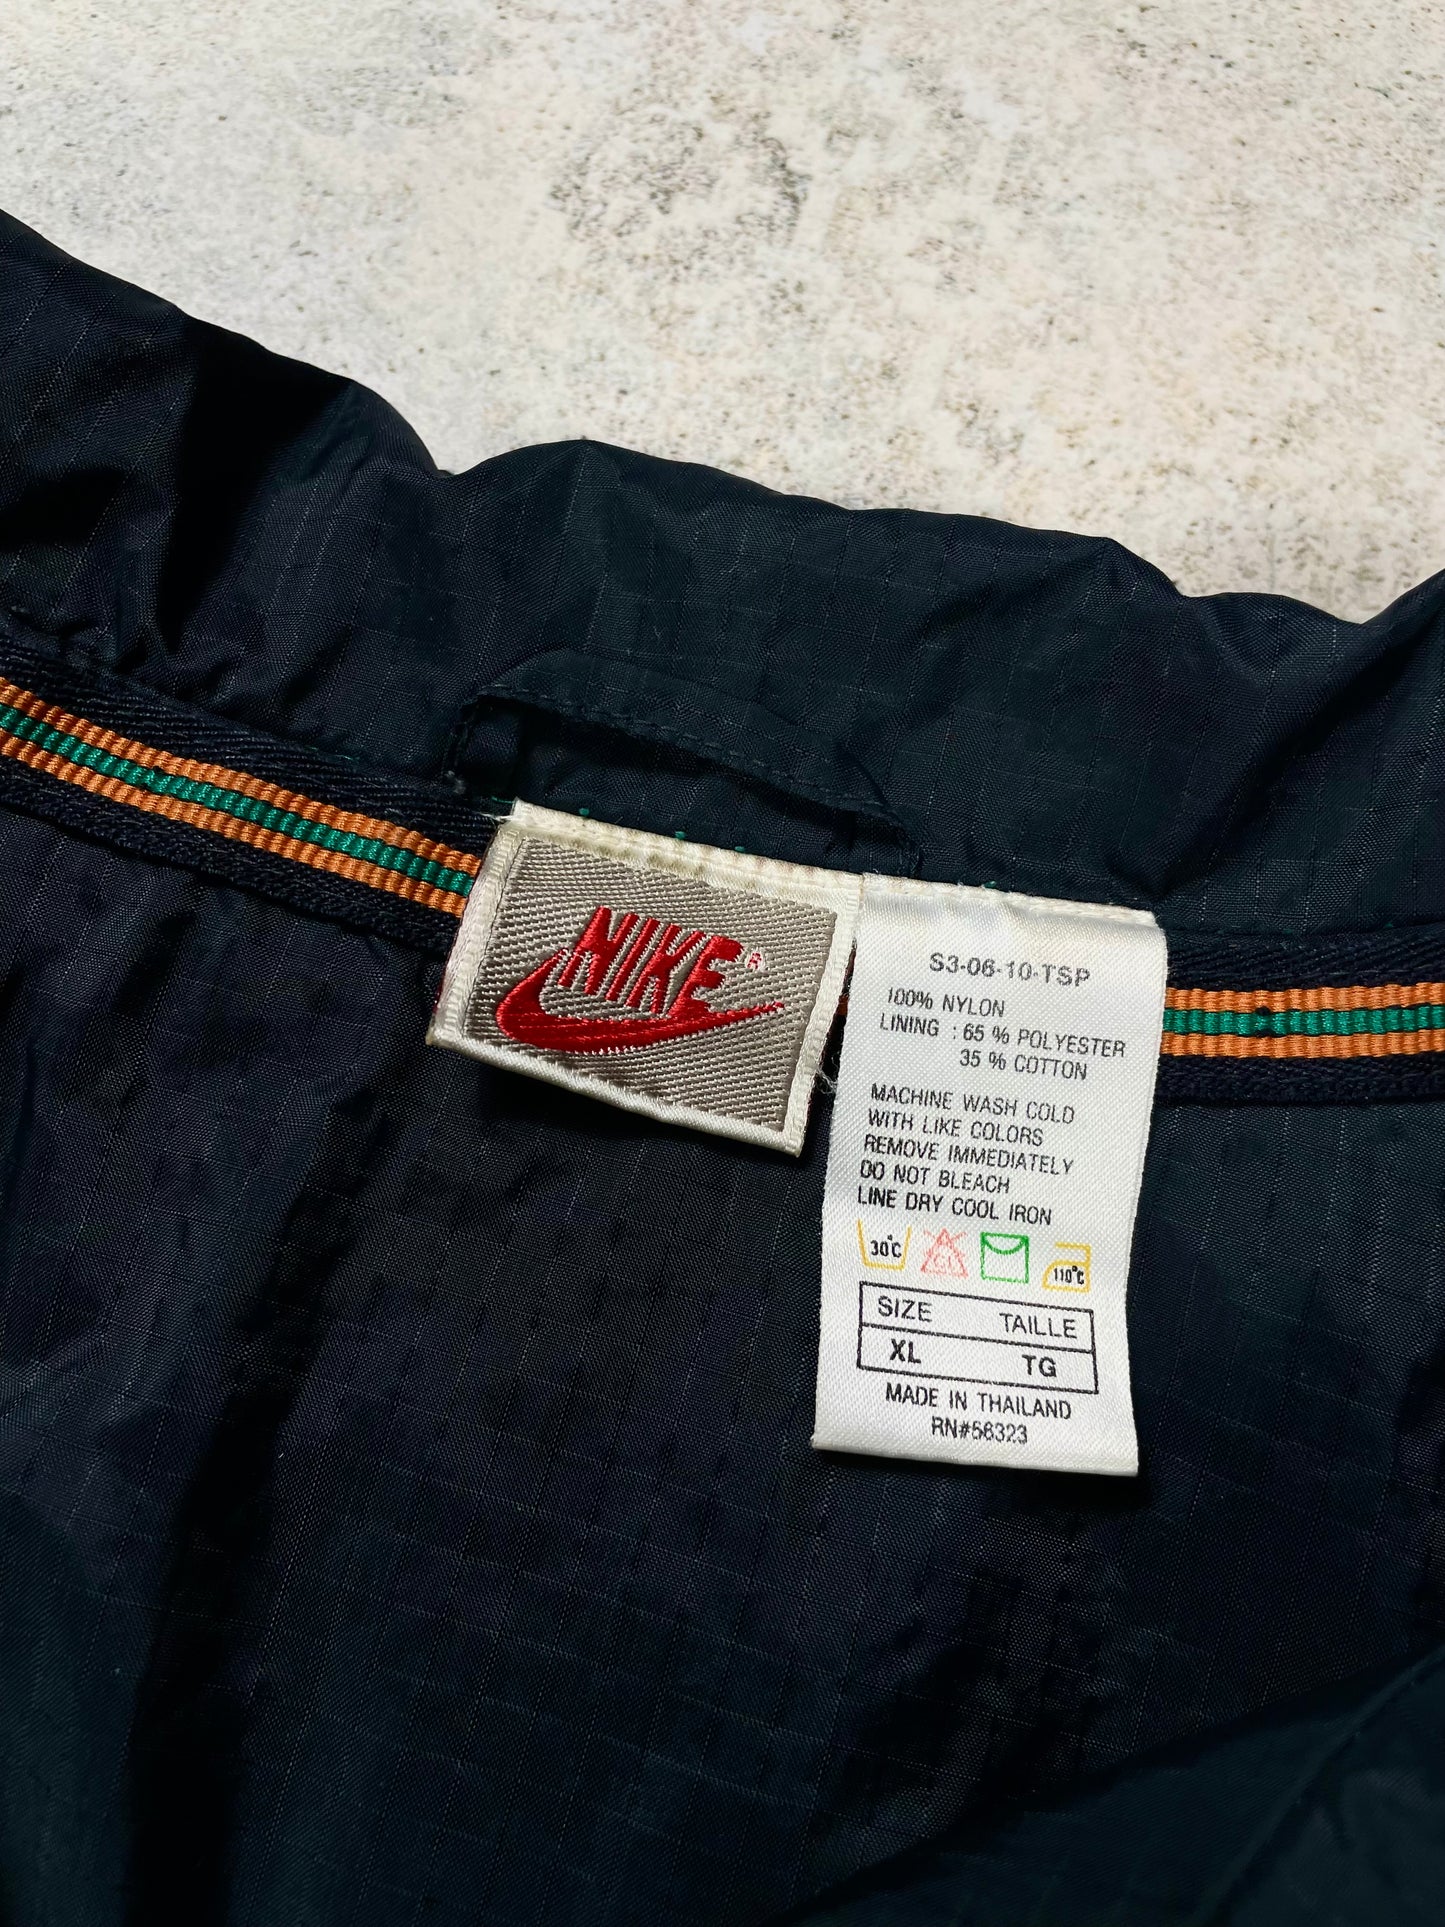 NIKE®
S3-06-10-TSP
100% NYLON
LINING : 65 % POLYESTER
35 % COTTON
MACHINE WASH COLD
WITH LIKE COLORS
REMOVE IMMEDIATELY
DO NOT BLEACH
LINE DRY COOL IRON
30°C CL 110°C
SIZE TAILLE
XL TG
MADE IN THAILAND
RN#56323